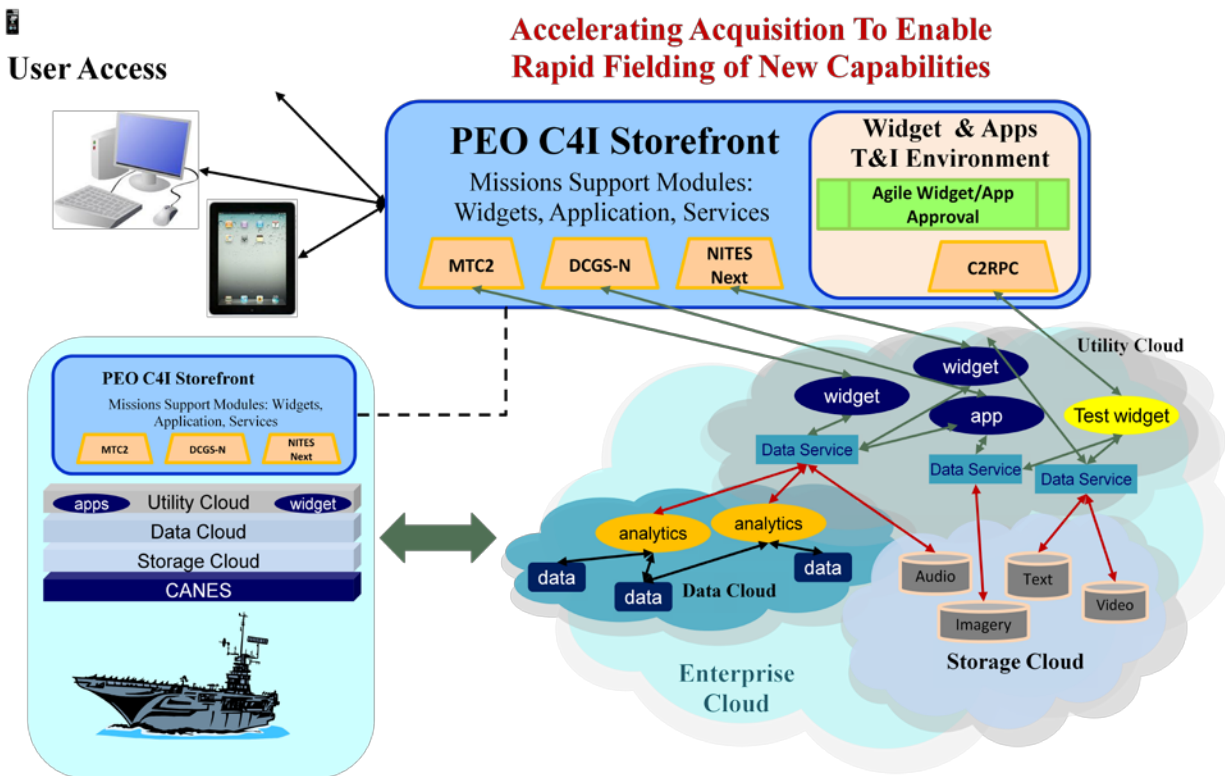 Accelerating Acquisition To Enable
Rapid Fielding of New Capabilities
User Access
PEO C4I Storefront
Missions Support Modules:
Widgets, Application, Services
MTC2
DCGS-N
NITES
Next
Widget & Apps
T&I Environment
Agile Widget/App
Approval
C2RPC
PEO C4I Storefront
Missions Support Modules: Widgets,
Application, Services
MTC2
DCGS-N
NITES
Next
apps
Utility Cloud
widget
Data Cloud
Storage Cloud
CANES
Utility Cloud
widget
widget
app
Test widget
Data Service
Data Service
Data Service
analytics
analytics
data
data
data
Data Cloud
Audio
Text
Video
Imagery
Storage Cloud
Enterprise
Cloud